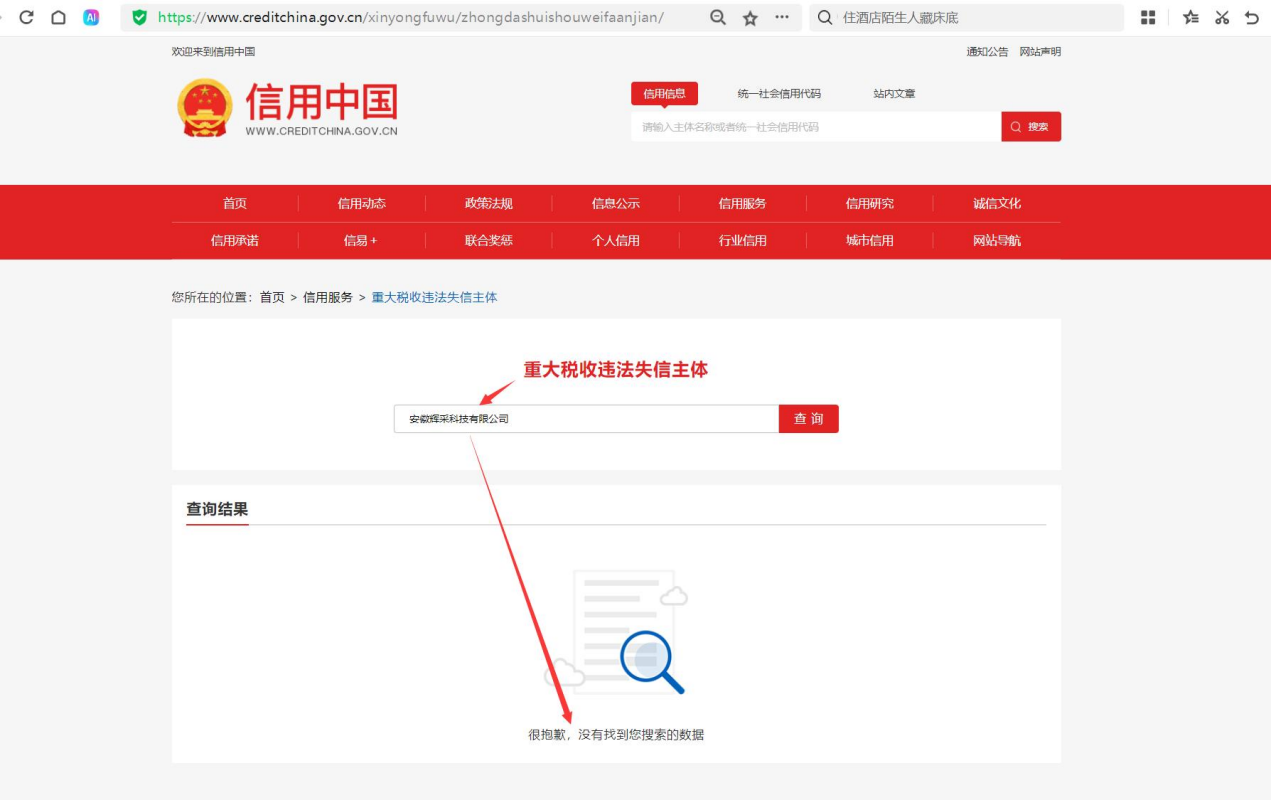 https://www.creditchina.gov.cn/xinyongfuwu/zhongdashuishouweifaanjian/
住酒店陌生人藏床底
欢迎来到信用中国
通知公告 网站声明
信用中国
WWW.CREDITCHINA.GOV.CN
信用信息 统一社会信用代码 站内文章
请输入主体名称或者统一社会信用代码
搜索
首页 信用动态 政策法规 信息公示 信用服务 信用研究 诚信文化
信用承诺 信易+ 联合奖惩 个人信用 行业信用 城市信用 网站导航
您所在的位置：首页 > 信用服务 > 重大税收违法失信主体
重大税收违法失信主体
安徽辉采科技有限公司
查询
查询结果
很抱歉，没有找到您搜索的数据